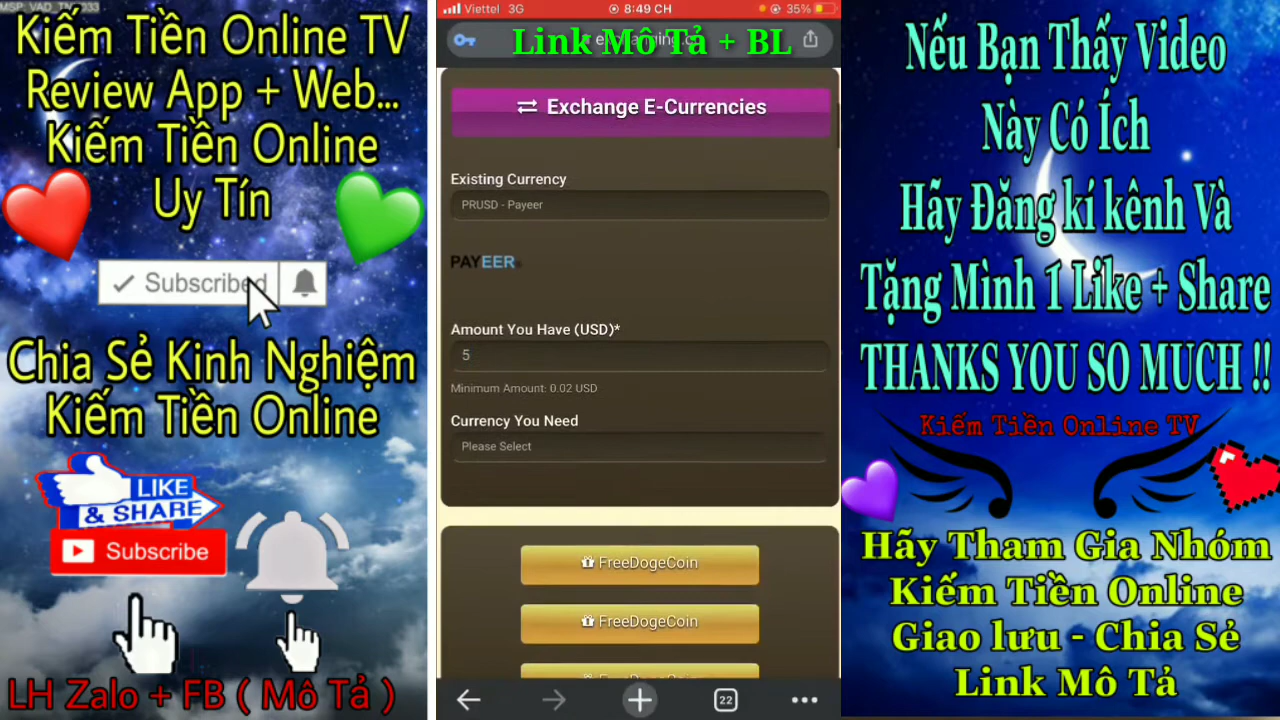 MSP_VAD_TN_033
Kiếm Tiền Online TV
Review App + Web...
Kiếm Tiền Online
Uy Tín
Subscribed
Chia Sẻ Kinh Nghiệm
Kiếm Tiền Online
LIKE
& SHARE
Subscribe
LH Zalo + FB ( Mô Tả )
Viettel 3G
8:49 CH
35%
Link Mô Tả + BL
Exchange E-Currencies
Existing Currency
PRUSD - Payeer
PAYEER
Amount You Have (USD)*
5
Minimum Amount: 0.02 USD
Currency You Need
Please Select
FreeDogeCoin
FreeDogeCoin
22
Nếu Bạn Thấy Video
Này Có Ích
Hãy Đăng kí kênh Và
Tặng Mình 1 Like + Share
THANKS YOU SO MUCH !!
Kiếm Tiền Online TV
Hãy Tham Gia Nhóm
Kiếm Tiền Online
Giao lưu - Chia Sẻ
Link Mô Tả